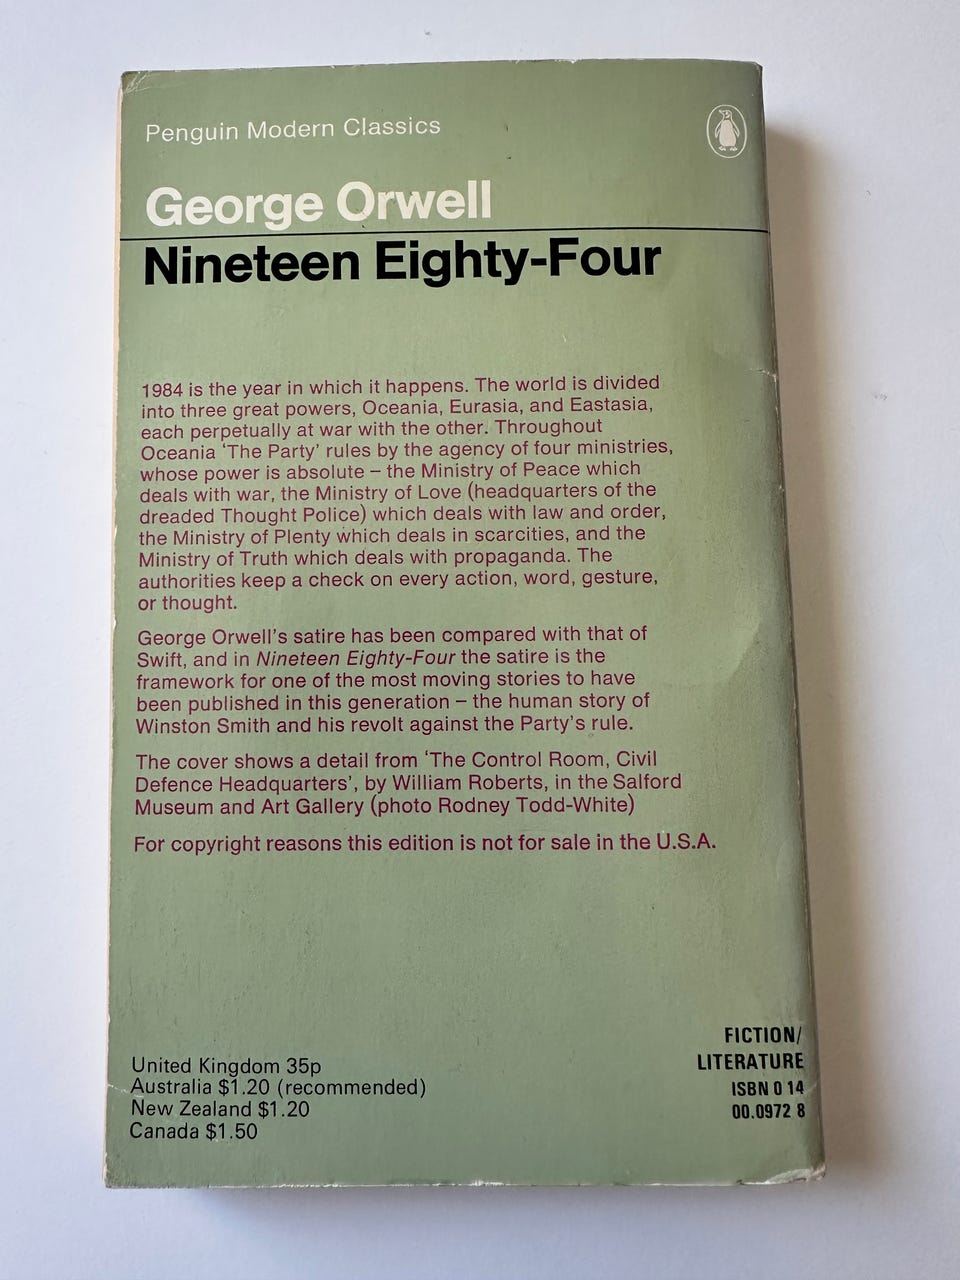 Penguin Modern Classics
George Orwell
Nineteen Eighty-Four
1984 is the year in which it happens. The world is divided
into three great powers, Oceania, Eurasia, and Eastasia,
each perpetually at war with the other. Throughout
Oceania ‘The Party’ rules by the agency of four ministries,
whose power is absolute – the Ministry of Peace which
deals with war, the Ministry of Love (headquarters of the
dreaded Thought Police) which deals with law and order,
the Ministry of Plenty which deals in scarcities, and the
Ministry of Truth which deals with propaganda. The
authorities keep a check on every action, word, gesture,
or thought.
George Orwell’s satire has been compared with that of
Swift, and in Nineteen Eighty-Four the satire is the
framework for one of the most moving stories to have
been published in this generation – the human story of
Winston Smith and his revolt against the Party’s rule.
The cover shows a detail from ‘The Control Room, Civil
Defence Headquarters’, by William Roberts, in the Salford
Museum and Art Gallery (photo Rodney Todd-White)
For copyright reasons this edition is not for sale in the U.S.A.
United Kingdom 35p
Australia $1.20 (recommended)
New Zealand $1.20
Canada $1.50
FICTION/
LITERATURE
ISBN 0 14
00.0972 8